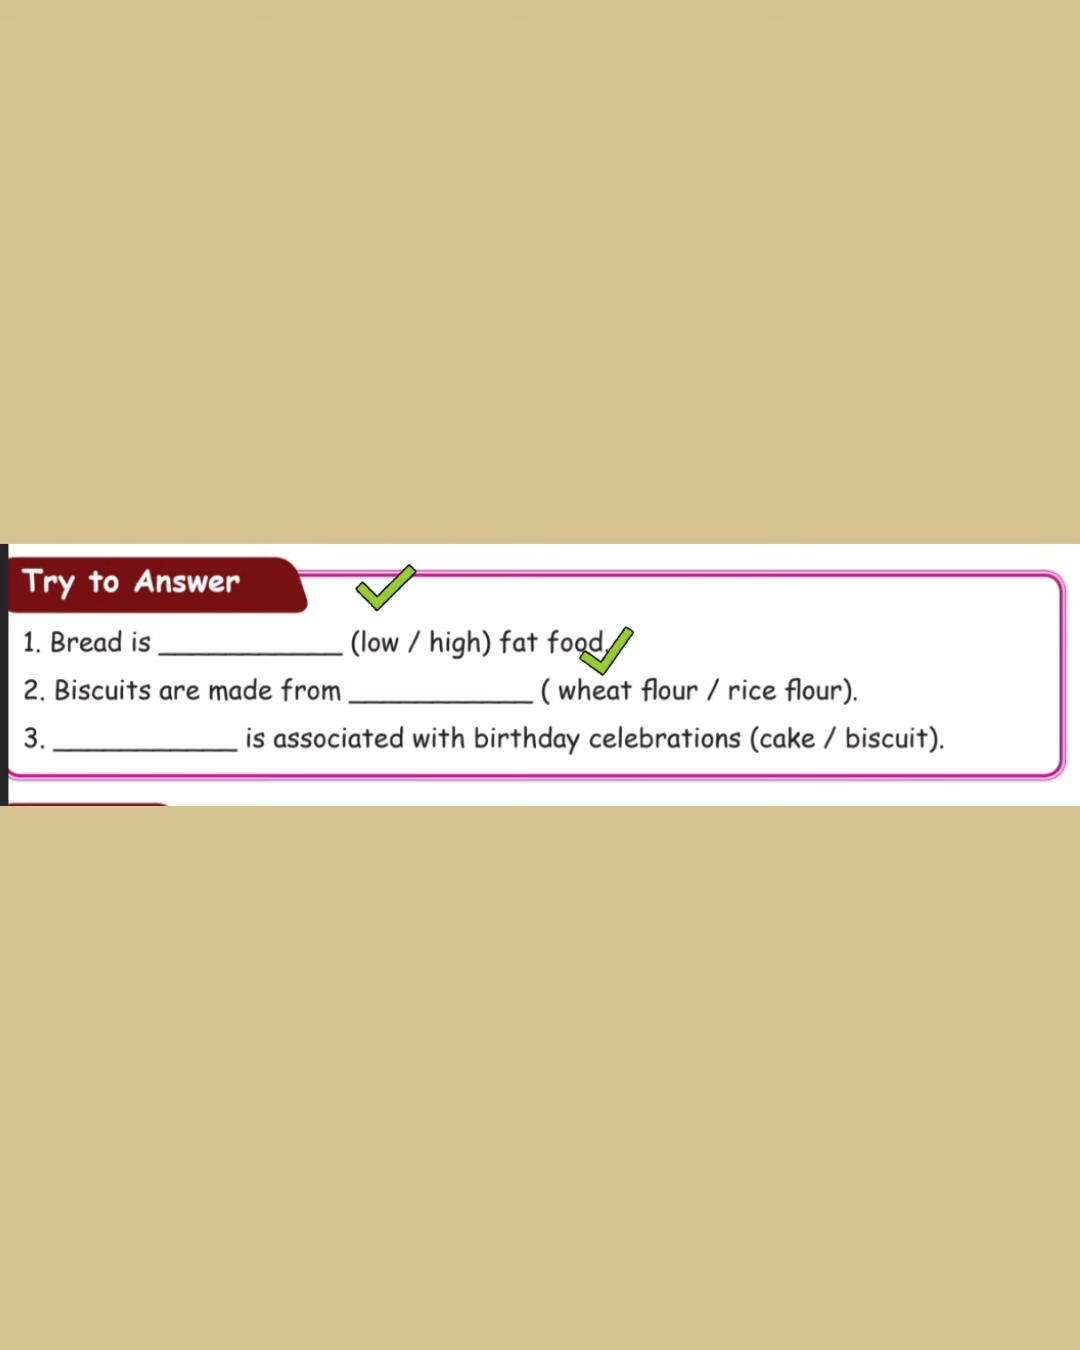 Try to Answer
1. Bread is ____________ (low / high) fat food.
2. Biscuits are made from ____________ ( wheat flour / rice flour).
3. ____________ is associated with birthday celebrations (cake / biscuit).